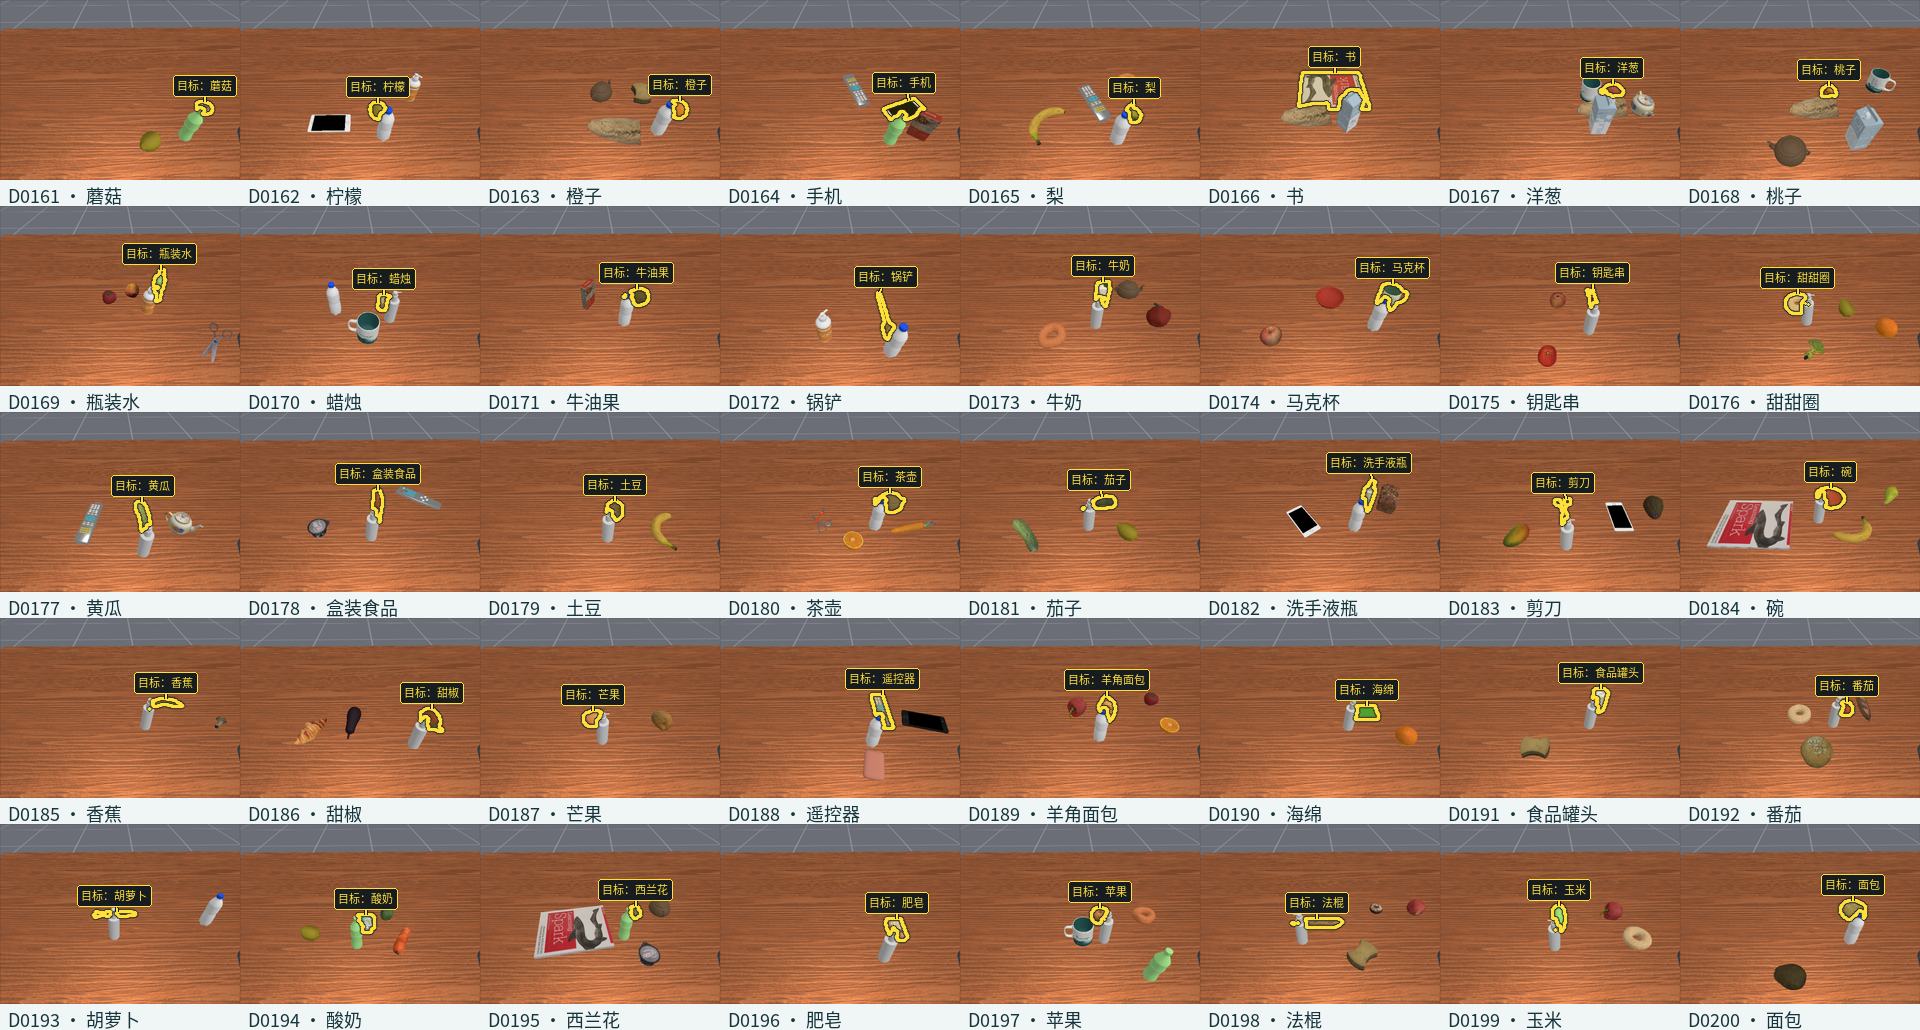 目标: 蘑菇
D0161 · 蘑菇
目标: 柠檬
D0162 · 柠檬
目标: 橙子
D0163 · 橙子
目标: 手机
D0164 · 手机
目标: 梨
D0165 · 梨
目标: 书
D0166 · 书
目标: 洋葱
D0167 · 洋葱
目标: 桃子
D0168 · 桃子
目标: 瓶装水
D0169 · 瓶装水
目标: 蜡烛
D0170 · 蜡烛
目标: 牛油果
D0171 · 牛油果
目标: 锅铲
D0172 · 锅铲
目标: 牛奶
D0173 · 牛奶
目标: 马克杯
D0174 · 马克杯
目标: 钥匙串
D0175 · 钥匙串
目标: 甜甜圈
D0176 · 甜甜圈
目标: 黄瓜
D0177 · 黄瓜
目标: 盒装食品
D0178 · 盒装食品
目标: 土豆
D0179 · 土豆
目标: 茶壶
D0180 · 茶壶
目标: 茄子
D0181 · 茄子
目标: 洗手液瓶
D0182 · 洗手液瓶
目标: 剪刀
D0183 · 剪刀
目标: 碗
Spark
D0184 · 碗
目标: 香蕉
D0185 · 香蕉
目标: 甜椒
D0186 · 甜椒
目标: 芒果
D0187 · 芒果
目标: 遥控器
D0188 · 遥控器
目标: 羊角面包
D0189 · 羊角面包
目标: 海绵
D0190 · 海绵
目标: 食品罐头
D0191 · 食品罐头
目标: 番茄
D0192 · 番茄
目标: 胡萝卜
D0193 · 胡萝卜
目标: 酸奶
D0194 · 酸奶
目标: 西兰花
Spark
D0195 · 西兰花
目标: 肥皂
D0196 · 肥皂
目标: 苹果
D0197 · 苹果
目标: 法棍
D0198 · 法棍
目标: 玉米
D0199 · 玉米
目标: 面包
D0200 · 面包